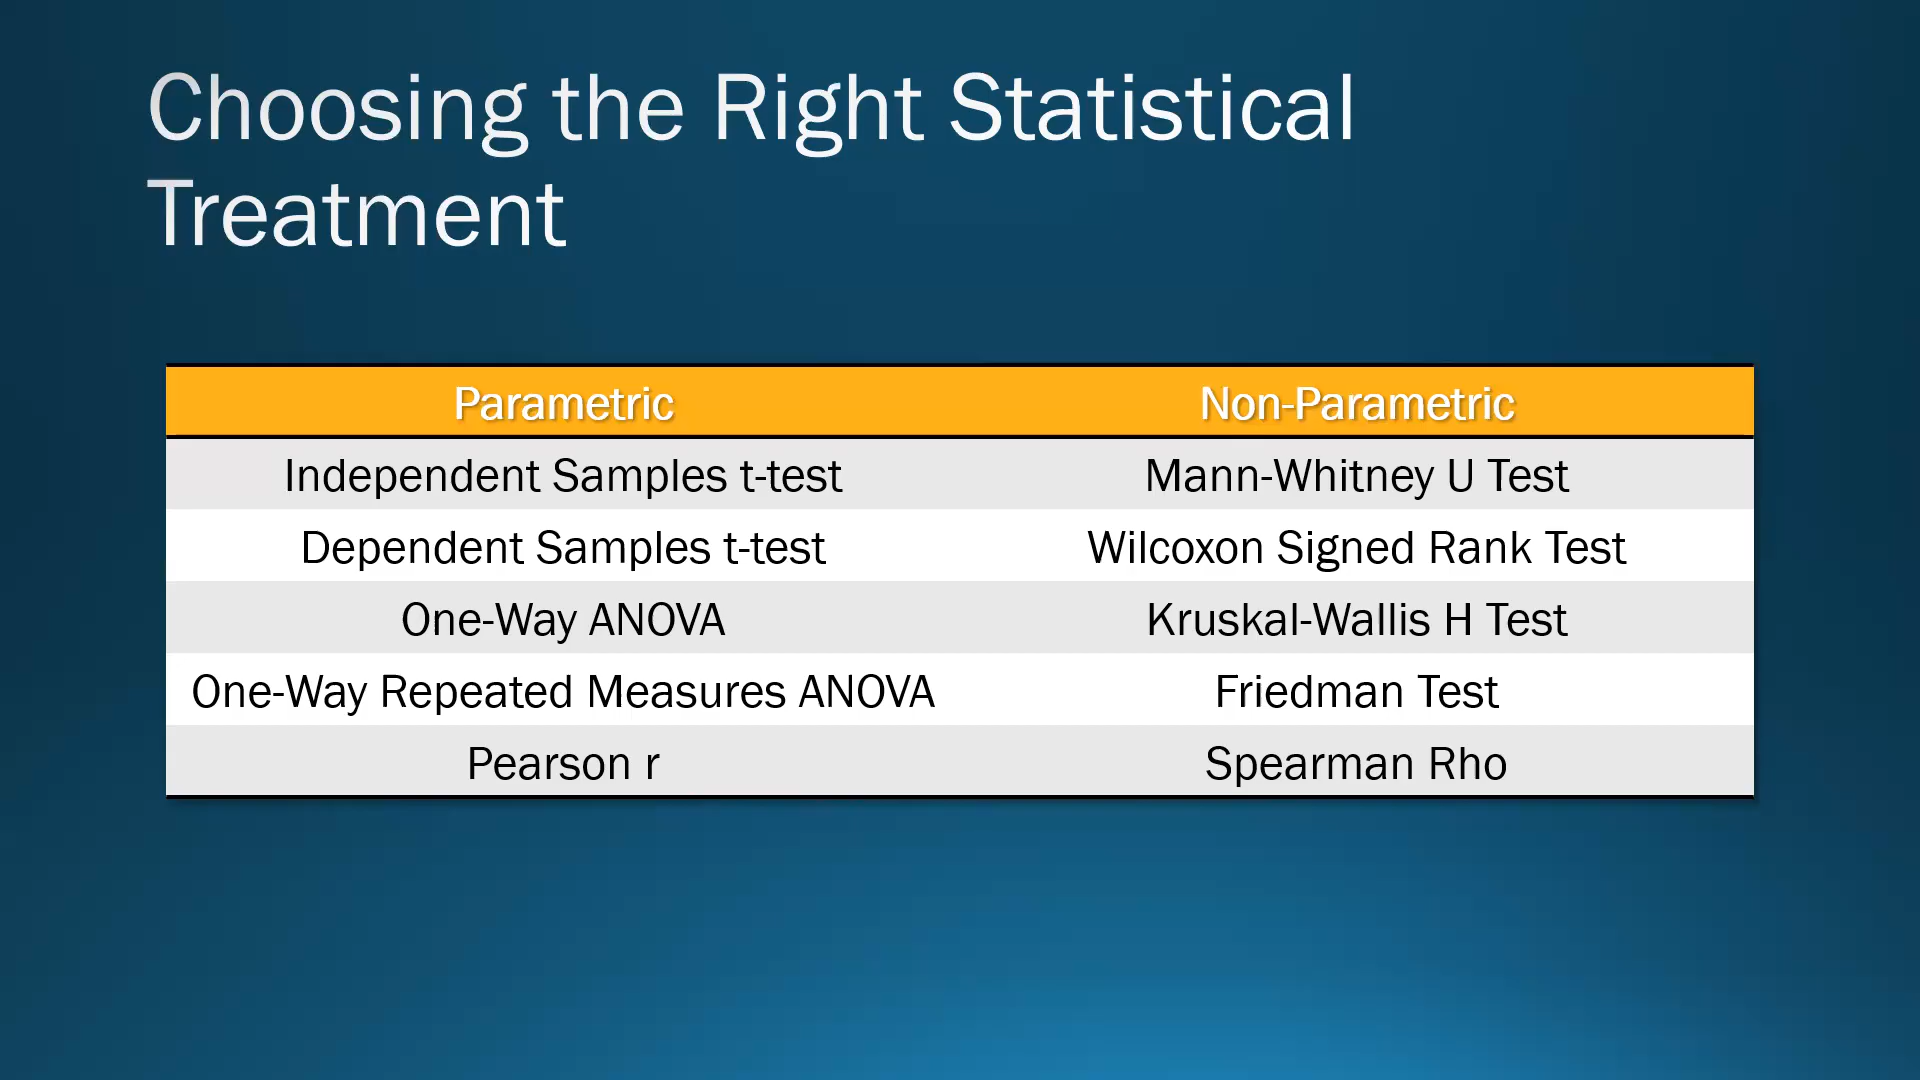 Choosing the Right Statistical
Treatment
Parametric Non-Parametric
Independent Samples t-test Mann-Whitney U Test
Dependent Samples t-test Wilcoxon Signed Rank Test
One-Way ANOVA Kruskal-Wallis H Test
One-Way Repeated Measures ANOVA Friedman Test
Pearson r Spearman Rho